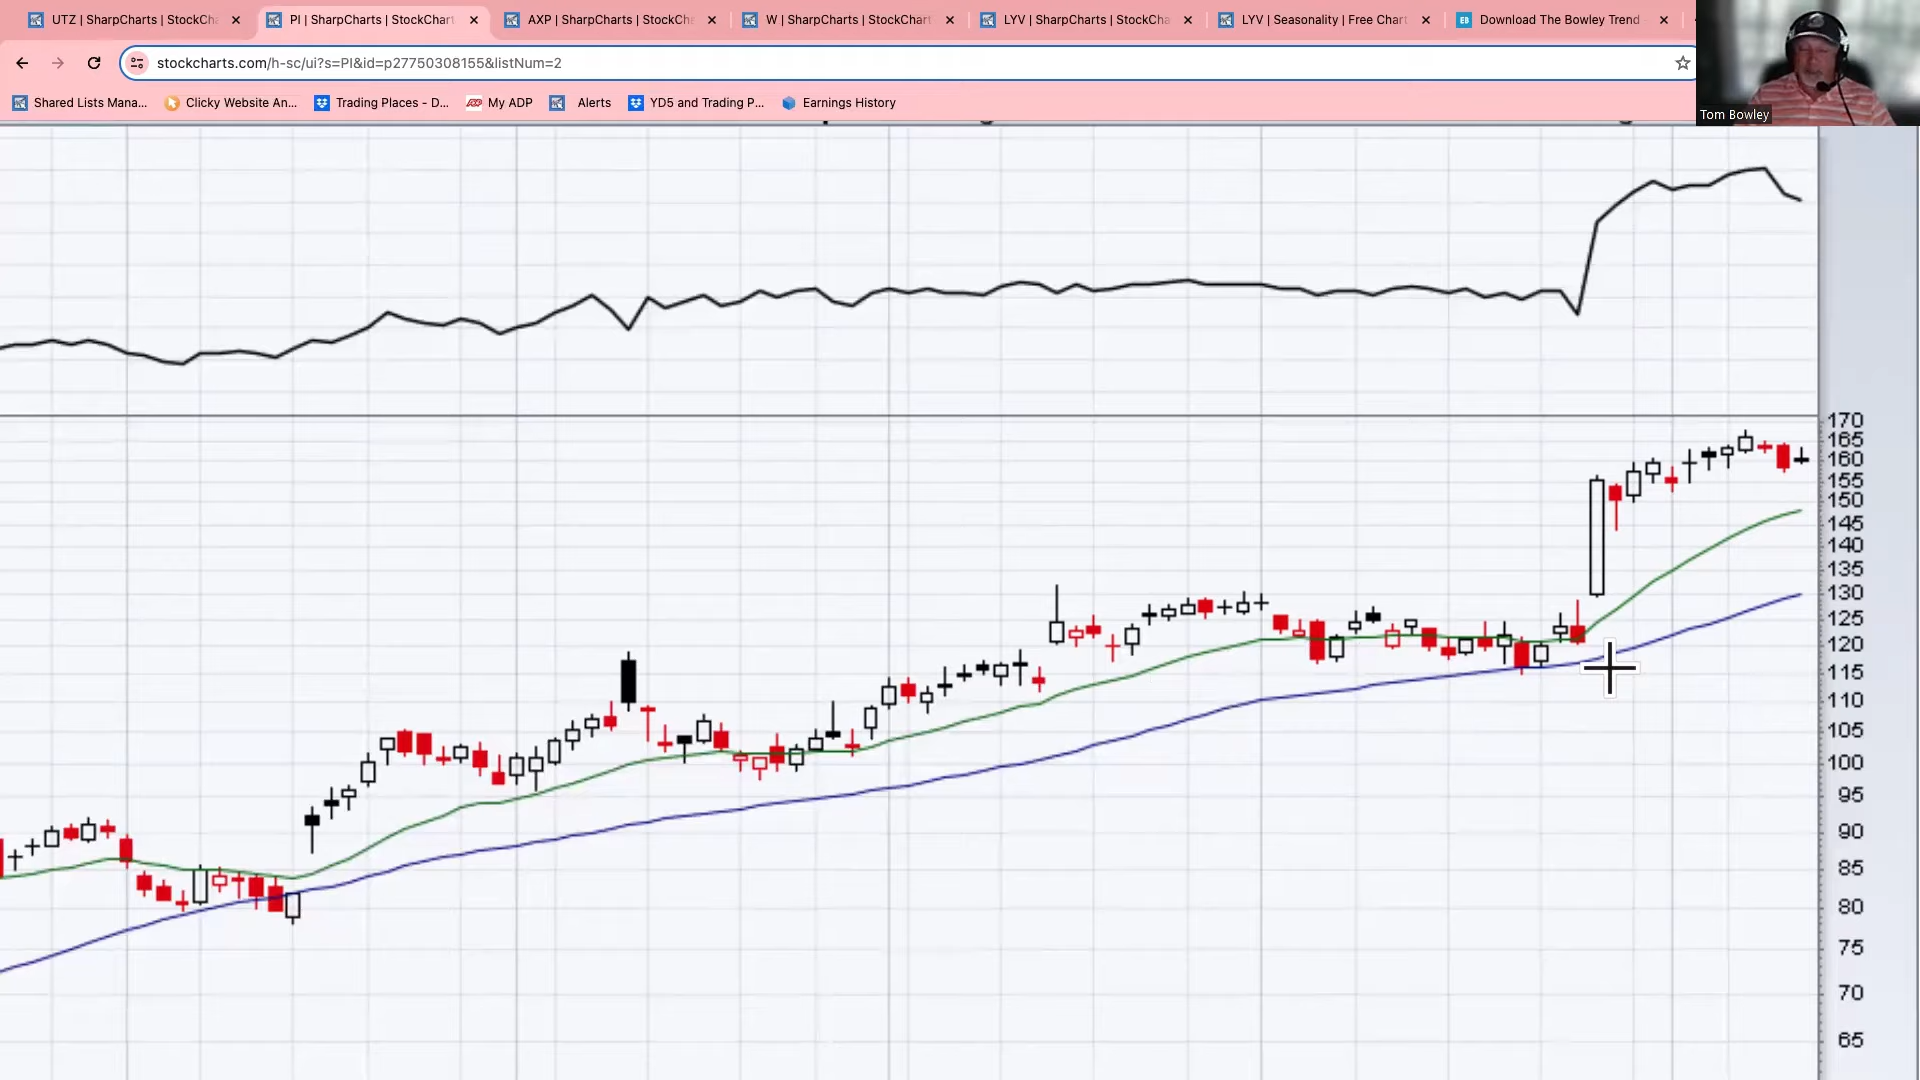 UTZ | SharpCharts | StockCha
PI | SharpCharts | StockChart
AXP | SharpCharts | StockCha
W | SharpCharts | StockChart
LYV | SharpCharts | StockCha
LYV | Seasonality | Free Chart
Download The Bowley Trend
stockcharts.com/h-sc/ui?s=PI&id=p27750308155&listNum=2
Shared Lists Mana...
Clicky Website An...
Trading Places - D...
My ADP
Alerts
YD5 and Trading P...
Earnings History
Tom Bowley
170
165
160
155
150
145
140
135
130
125
120
115
110
105
100
95
90
85
80
75
70
65